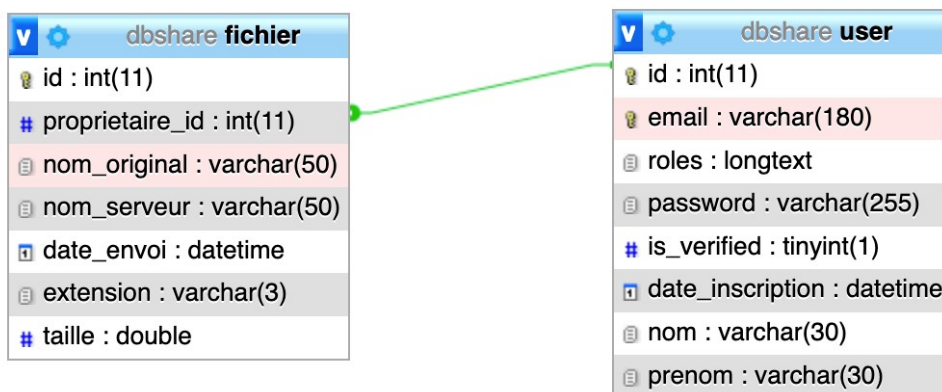 v dbshare fichier
id : int(11)
proprietaire_id : int(11)
nom_original : varchar(50)
nom_serveur : varchar(50)
date_envoi : datetime
extension : varchar(3)
taille : double
v dbshare user
id : int(11)
email : varchar(180)
roles : longtext
password : varchar(255)
is_verified : tinyint(1)
date_inscription : datetime
nom : varchar(30)
prenom : varchar(30)